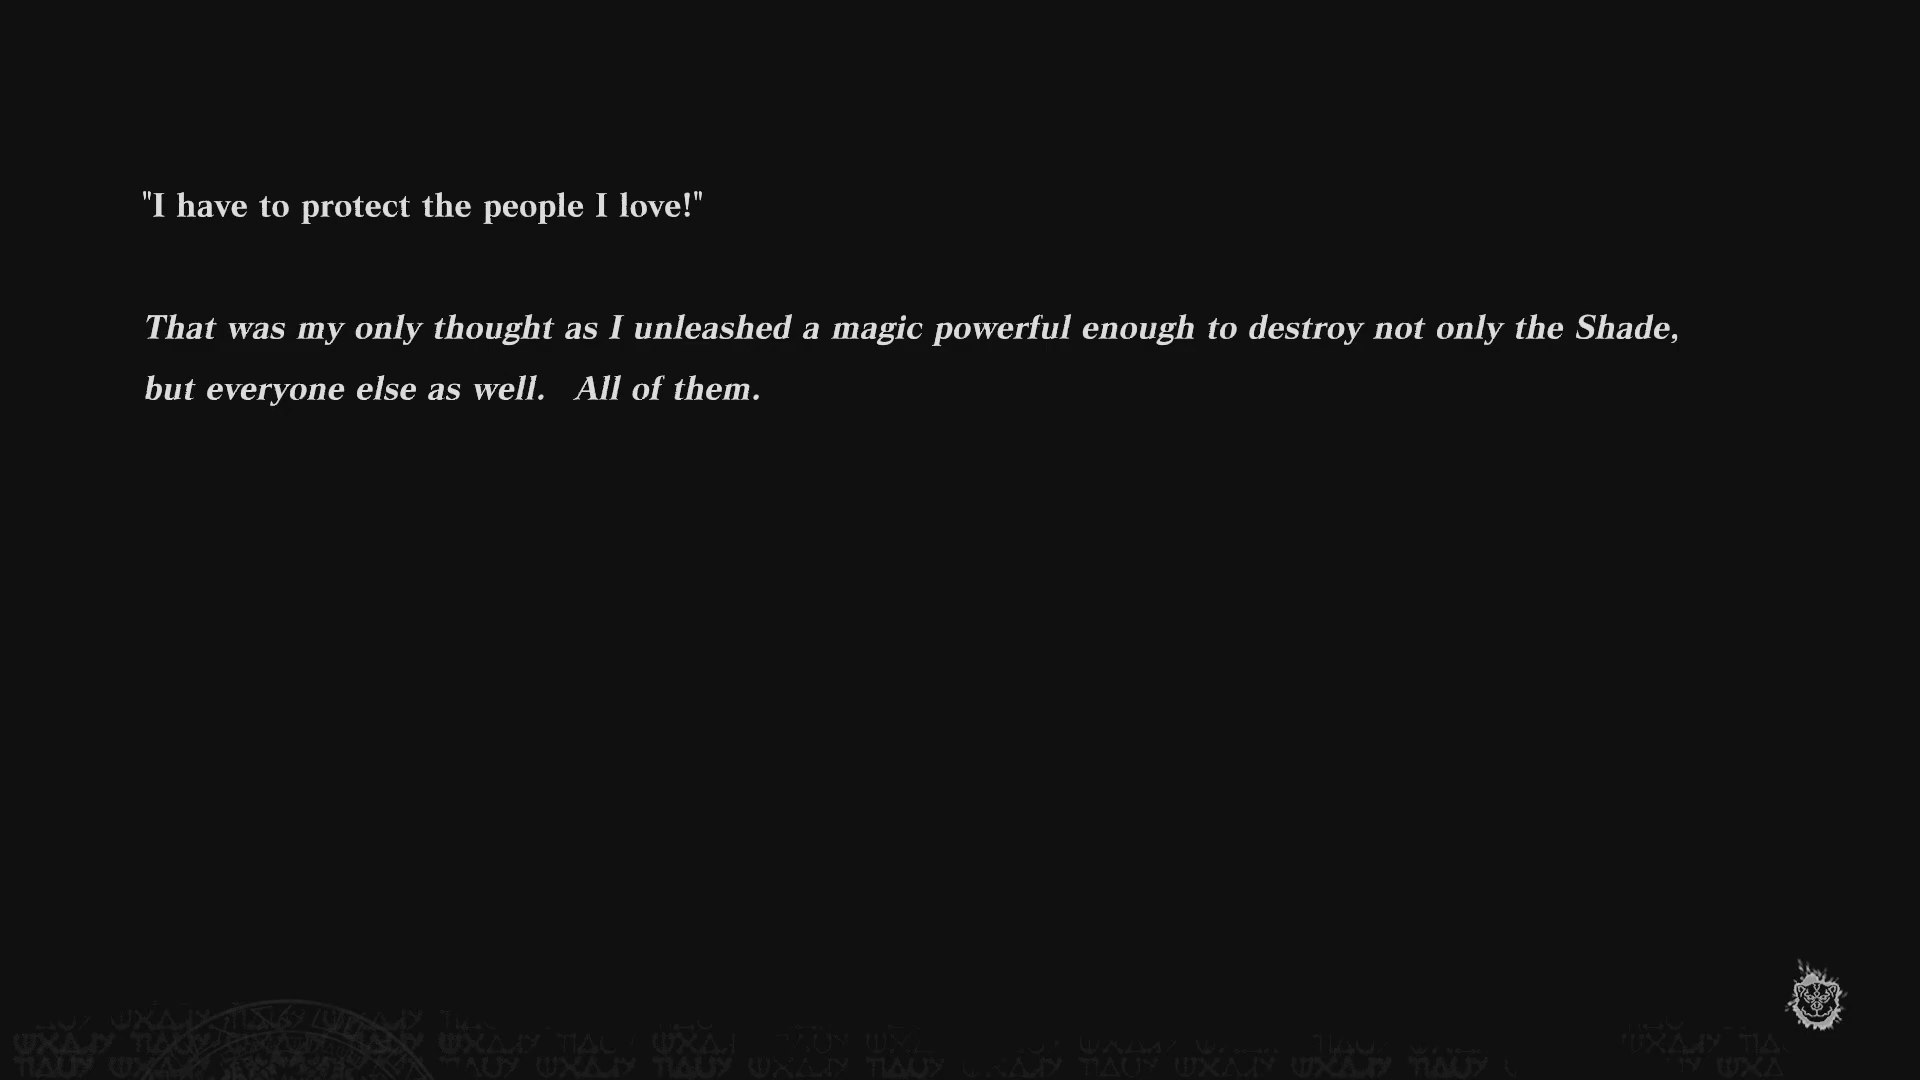 "I have to protect the people I love!"
That was my only thought as I unleashed a magic powerful enough to destroy not only the Shade,
but everyone else as well.  All of them.